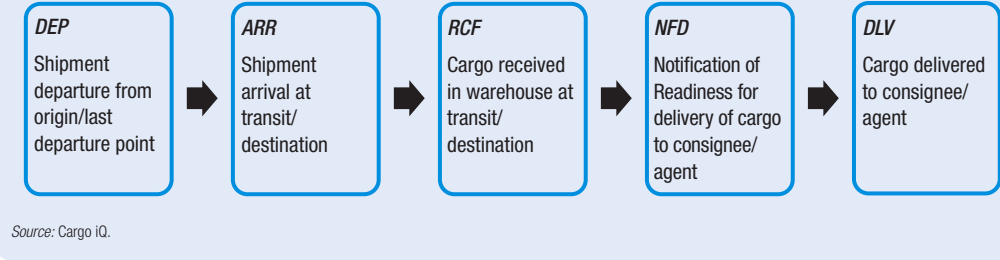 DEP
Shipment
departure from
origin/last
departure point
ARR
Shipment
arrival at
transit/
destination
RCF
Cargo received
in warehouse at
transit/
destination
NFD
Notification of
Readiness for
delivery of cargo
to consignee/
agent
DLV
Cargo delivered
to consignee/
agent
Source: Cargo iQ.